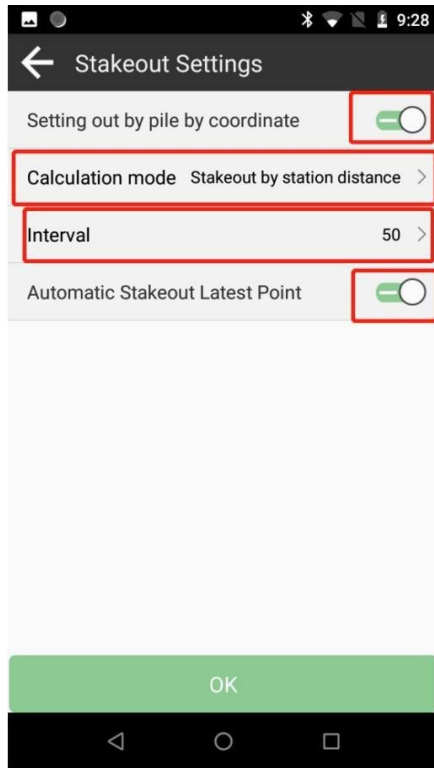 9:28
Stakeout Settings
Setting out by pile by coordinate
Calculation mode Stakeout by station distance
Interval 50
Automatic Stakeout Latest Point
OK